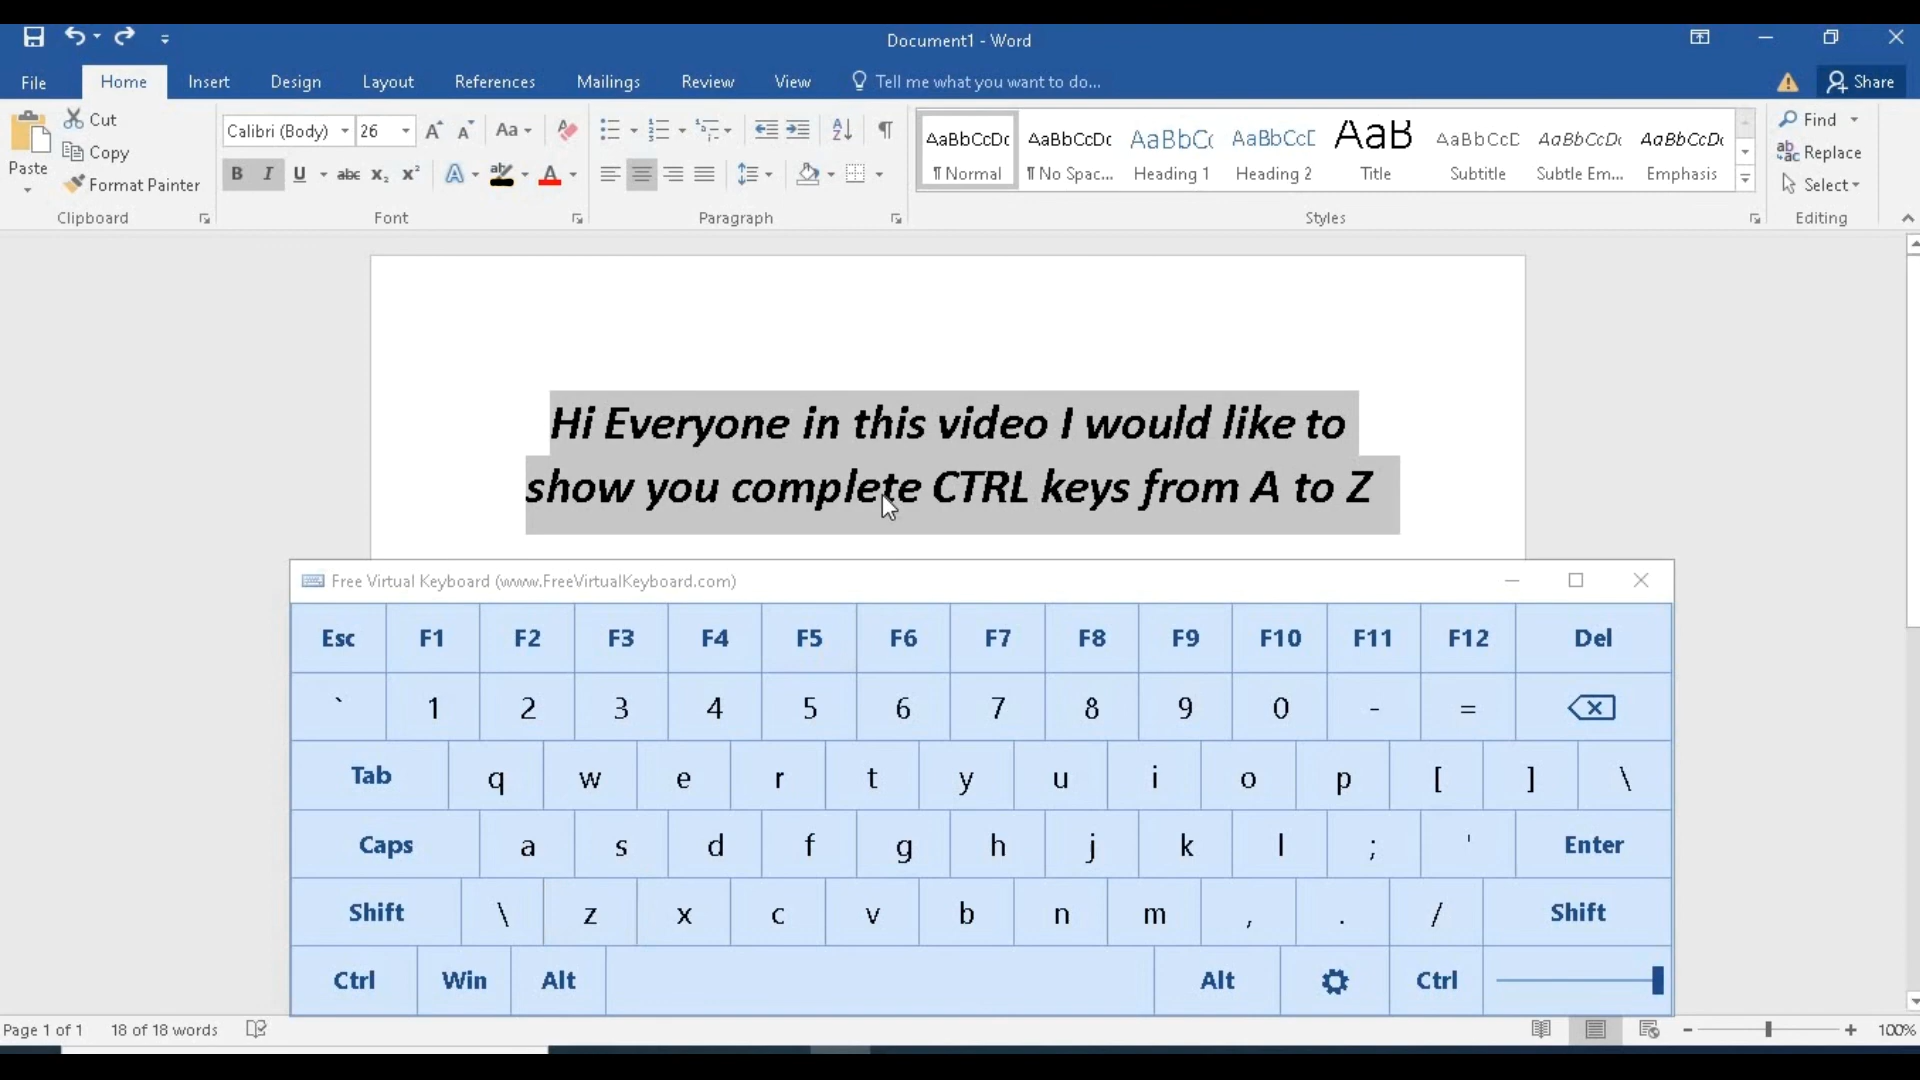 Document1 - Word
File Home Insert Design Layout References Mailings Review View Tell me what you want to do... Share
Paste
Cut
Copy
Format Painter
Clipboard
Calibri (Body) 26 A A Aa
B I U abc x₂ x² A aby A
Font
A Z
Paragraph
AaBbCcDc AaBbCcDc AaBbC( AaBbCcE AaB AaBbCcE AaBbCcDc AaBbCcDc
¶ Normal ¶ No Spac... Heading 1 Heading 2 Title Subtitle Subtle Em... Emphasis
Styles
Find
Replace
Select
Editing
Hi Everyone in this video I would like to
show you complete CTRL keys from A to Z
Free Virtual Keyboard (www.FreeVirtualKeyboard.com)
Esc F1 F2 F3 F4 F5 F6 F7 F8 F9 F10 F11 F12 Del
` 1 2 3 4 5 6 7 8 9 0 - =
Tab q w e r t y u i o p [ ] \
Caps a s d f g h j k l ; ' Enter
Shift \ z x c v b n m , . / Shift
Ctrl Win Alt Alt Ctrl
Page 1 of 1 18 of 18 words 100%